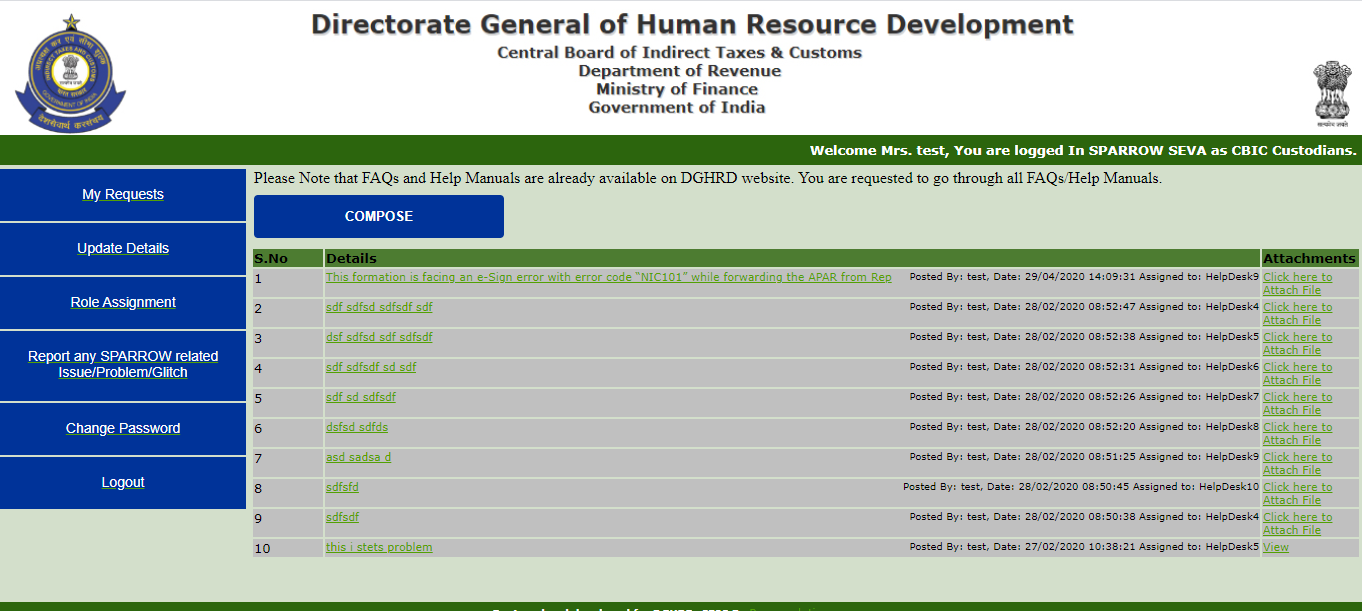 Directorate General of Human Resource Development
Central Board of Indirect Taxes & Customs
Department of Revenue
Ministry of Finance
Government of India
सत्यमेव जयते
देशसेवार्थ करसंचय
INDIRECT TAXES AND CUSTOMS
GOVERNMENT OF INDIA
Welcome Mrs. test, You are logged In SPARROW SEVA as CBIC Custodians.
My Requests
Update Details
Role Assignment
Report any SPARROW related
Issue/Problem/Glitch
Change Password
Logout
Please Note that FAQs and Help Manuals are already available on DGHRD website. You are requested to go through all FAQs/Help Manuals.
COMPOSE
S.No Details Attachments
1 This formation is facing an e-Sign error with error code “NIC101” while forwarding the APAR from Rep Posted By: test, Date: 29/04/2020 14:09:31 Assigned to: HelpDesk9 Click here to
Attach File
2 sdf sdfsd sdfsdf sdf Posted By: test, Date: 28/02/2020 08:52:47 Assigned to: HelpDesk4 Click here to
Attach File
3 dsf sdfsd sdf sdfsdf Posted By: test, Date: 28/02/2020 08:52:38 Assigned to: HelpDesk5 Click here to
Attach File
4 sdf sdfsdf sd sdf Posted By: test, Date: 28/02/2020 08:52:31 Assigned to: HelpDesk6 Click here to
Attach File
5 sdf sd sdfsdf Posted By: test, Date: 28/02/2020 08:52:26 Assigned to: HelpDesk7 Click here to
Attach File
6 dsfsd sdfds Posted By: test, Date: 28/02/2020 08:52:20 Assigned to: HelpDesk8 Click here to
Attach File
7 asd sadsa d Posted By: test, Date: 28/02/2020 08:51:25 Assigned to: HelpDesk9 Click here to
Attach File
8 sdfsfd Posted By: test, Date: 28/02/2020 08:50:45 Assigned to: HelpDesk10 Click here to
Attach File
9 sdfsdf Posted By: test, Date: 28/02/2020 08:50:38 Assigned to: HelpDesk4 Click here to
Attach File
10 this i stets problem Posted By: test, Date: 27/02/2020 10:38:21 Assigned to: HelpDesk5 View